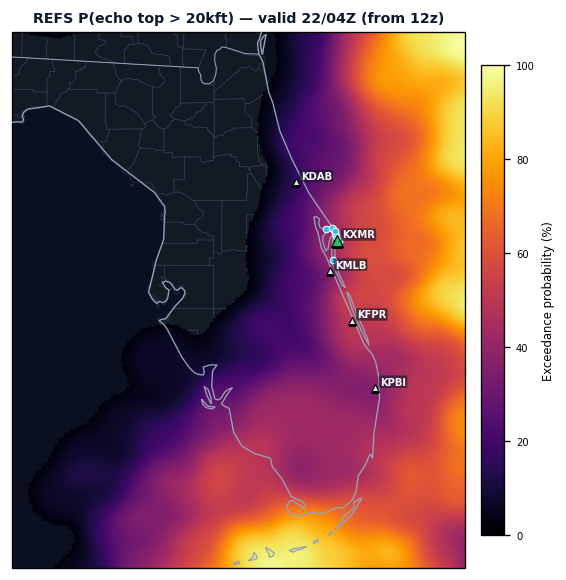 REFS P(echo top > 20kft) — valid 22/04Z (from 12z)
KDAB
KXMR
KMLB
KFPR
KPBI
100
80
60
40
20
0
Exceedance probability (%)